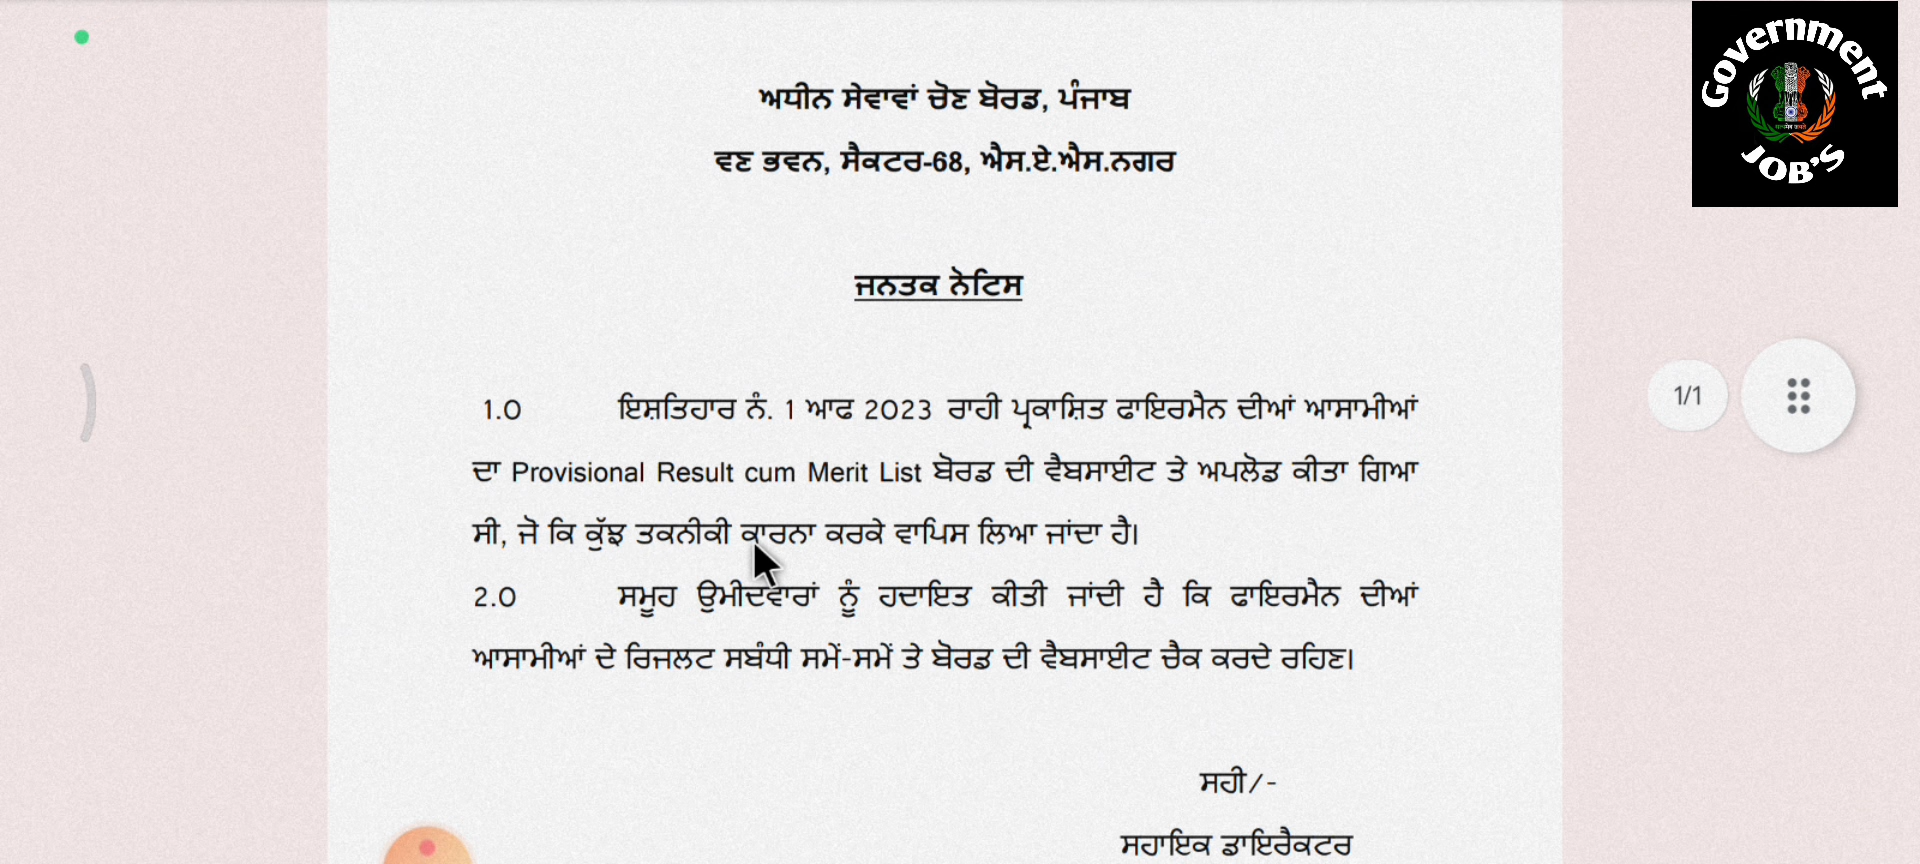 Government
JOB'S
ਅਧੀਨ ਸੇਵਾਵਾਂ ਚੋਣ ਬੋਰਡ, ਪੰਜਾਬ
ਵਣ ਭਵਨ, ਸੈਕਟਰ-68, ਐਸ.ਏ.ਐਸ.ਨਗਰ
ਜਨਤਕ ਨੋਟਿਸ
1.0 ਇਸ਼ਤਿਹਾਰ ਨੰ. 1 ਆਫ 2023 ਰਾਹੀ ਪ੍ਰਕਾਸ਼ਿਤ ਫਾਇਰਮੈਨ ਦੀਆਂ ਆਸਾਮੀਆਂ
ਦਾ Provisional Result cum Merit List ਬੋਰਡ ਦੀ ਵੈਬਸਾਈਟ ਤੇ ਅਪਲੋਡ ਕੀਤਾ ਗਿਆ
ਸੀ, ਜੋ ਕਿ ਕੁੱਝ ਤਕਨੀਕੀ ਕਾਰਨਾ ਕਰਕੇ ਵਾਪਿਸ ਲਿਆ ਜਾਂਦਾ ਹੈ।
2.0 ਸਮੂਹ ਉਮੀਦਵਾਰਾਂ ਨੂੰ ਹਦਾਇਤ ਕੀਤੀ ਜਾਂਦੀ ਹੈ ਕਿ ਫਾਇਰਮੈਨ ਦੀਆਂ
ਆਸਾਮੀਆਂ ਦੇ ਰਿਜਲਟ ਸਬੰਧੀ ਸਮੇਂ-ਸਮੇਂ ਤੇ ਬੋਰਡ ਦੀ ਵੈਬਸਾਈਟ ਚੈਕ ਕਰਦੇ ਰਹਿਣ।
ਸਹੀ/-
ਸਹਾਇਕ ਡਾਇਰੈਕਟਰ
1/1